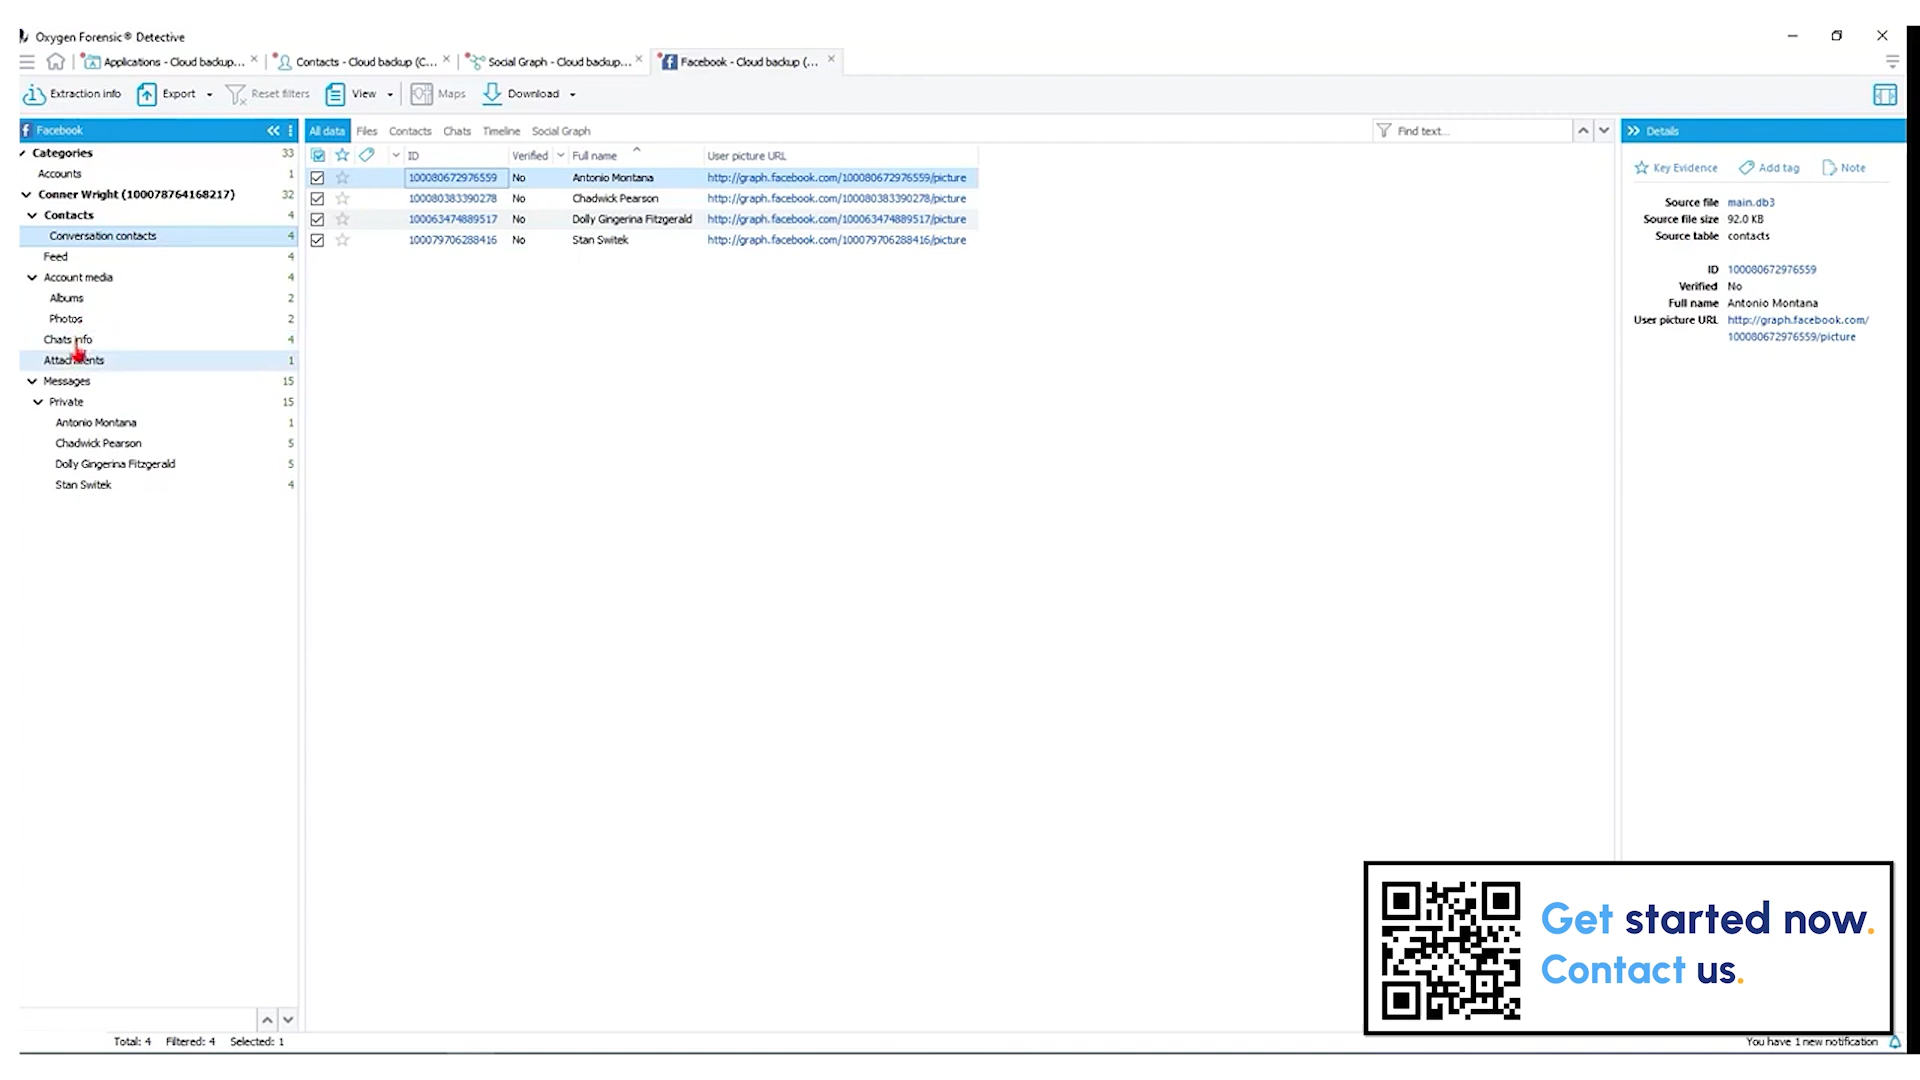 Oxygen Forensic® Detective
Applications - Cloud backup...
Contacts - Cloud backup (C...
Social Graph - Cloud backup...
Facebook - Cloud backup (...
Extraction info
Export
Reset filters
View
Maps
Download
Facebook
Categories 33
Accounts 1
Conner Wright (100078764168217) 32
Contacts 4
Conversation contacts 4
Feed 4
Account media 4
Albums 2
Photos 2
Chats info 4
Attachments 1
Messages 15
Private 15
Antonio Montana 1
Chadwick Pearson 5
Dolly Gingerina Fitzgerald 5
Stan Switek 4
All data Files Contacts Chats Timeline Social Graph
Find text...
ID Verified Full name User picture URL
100080672976559 No Antonio Montana http://graph.facebook.com/100080672976559/picture
100080383390278 No Chadwick Pearson http://graph.facebook.com/100080383390278/picture
100063474889517 No Dolly Gingerina Fitzgerald http://graph.facebook.com/100063474889517/picture
100079706288416 No Stan Switek http://graph.facebook.com/100079706288416/picture
Details
Key Evidence Add tag Note
Source file main.db3
Source file size 92.0 KB
Source table contacts
ID 100080672976559
Verified No
Full name Antonio Montana
User picture URL http://graph.facebook.com/
100080672976559/picture
Get started now.
Contact us.
Total: 4 Filtered: 4 Selected: 1
You have 1 new notification